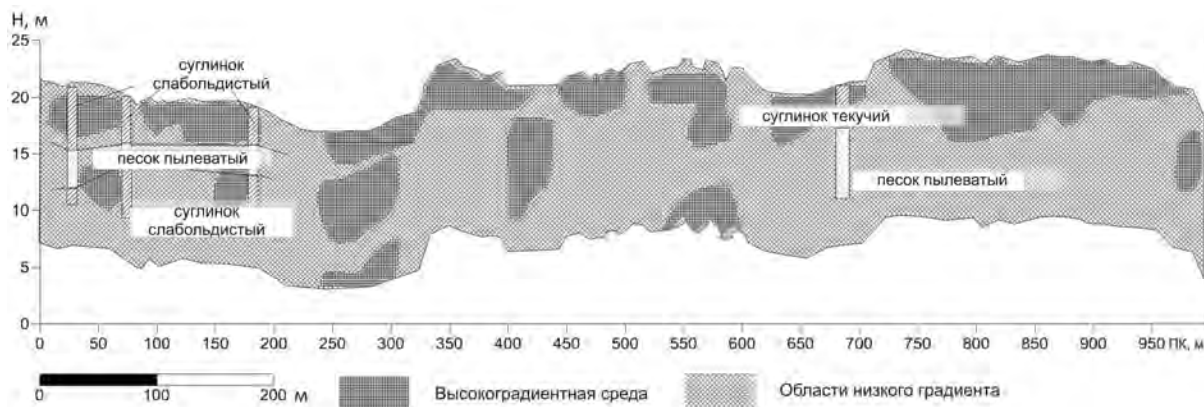 Н, м
25
20
15
10
5
0
суглинок
слабольдистый
песок пылеватый
суглинок
слабольдистый
суглинок текучий
песок пылеватый
0 50 100 150 200 250 300 350 400 450 500 550 600 650 700 750 800 850 900 950 ПК, м
0 100 200 м
Высокоградиентная среда
Области низкого градиента